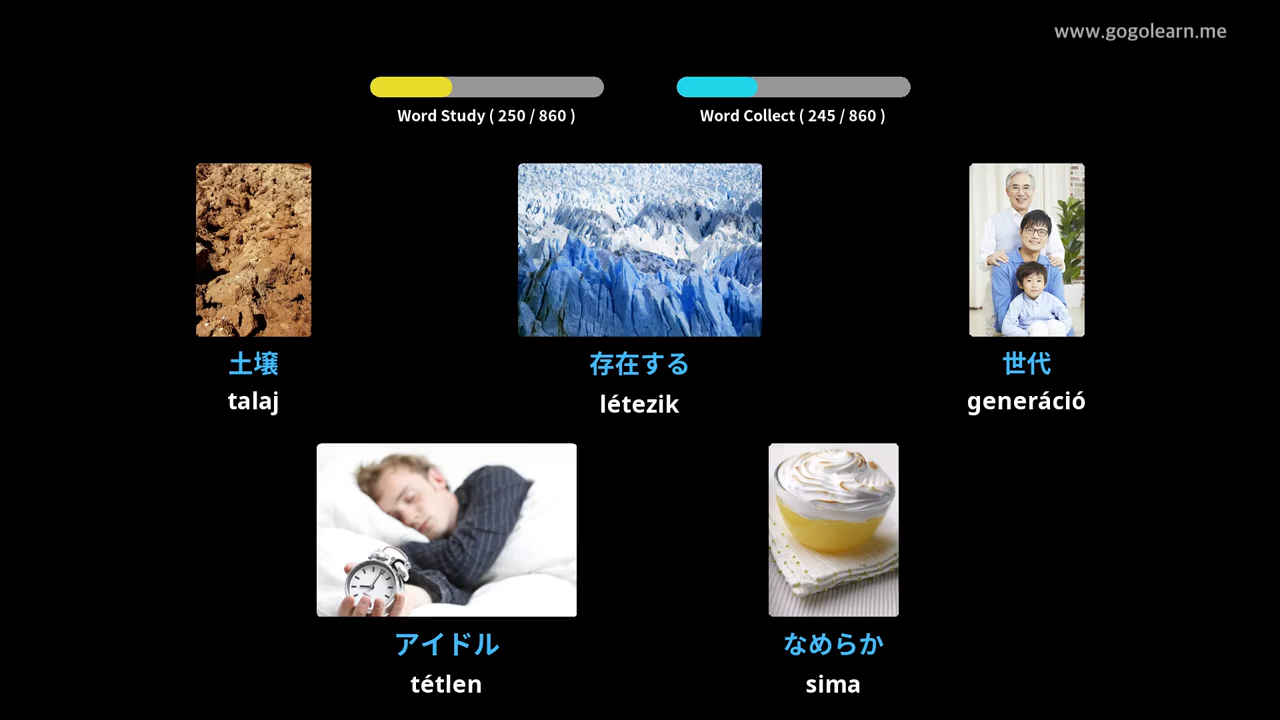 www.gogolearn.me
Word Study ( 250 / 860 )
Word Collect ( 245 / 860 )
土壌
talaj
存在する
létezik
世代
generáció
アイドル
tétlen
なめらか
sima